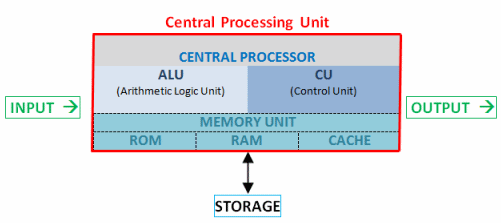 Central Processing Unit
CENTRAL PROCESSOR
ALU
(Arithmetic Logic Unit)
CU
(Control Unit)
INPUT →
OUTPUT →
MEMORY UNIT
ROM
RAM
CACHE
STORAGE